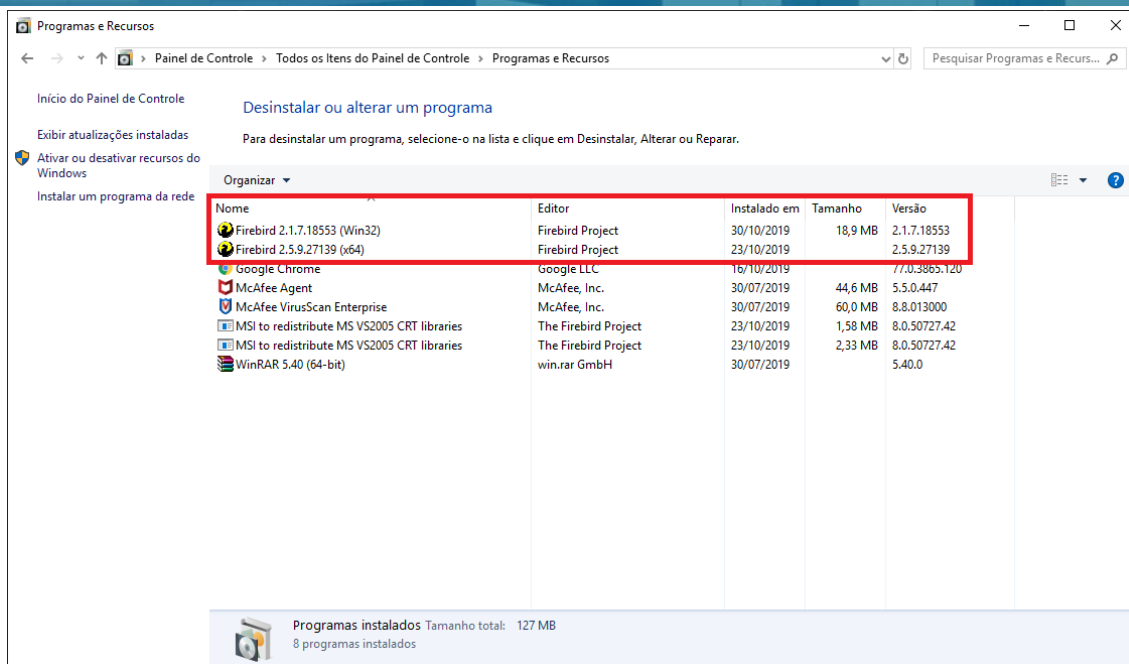 Programas e Recursos
Painel de Controle > Todos os Itens do Painel de Controle > Programas e Recursos
Pesquisar Programas e Recurs...
Início do Painel de Controle
Exibir atualizações instaladas
Ativar ou desativar recursos do
Windows
Instalar um programa da rede
Desinstalar ou alterar um programa
Para desinstalar um programa, selecione-o na lista e clique em Desinstalar, Alterar ou Reparar.
Organizar
Nome Editor Instalado em Tamanho Versão
Firebird 2.1.7.18553 (Win32) Firebird Project 30/10/2019 18,9 MB 2.1.7.18553
Firebird 2.5.9.27139 (x64) Firebird Project 23/10/2019 2.5.9.27139
Google Chrome Google LLC 16/10/2019 77.0.3865.120
McAfee Agent McAfee, Inc. 30/07/2019 44,6 MB 5.5.0.447
McAfee VirusScan Enterprise McAfee, Inc. 30/07/2019 60,0 MB 8.8.013000
MSI to redistribute MS VS2005 CRT libraries The Firebird Project 23/10/2019 1,58 MB 8.0.50727.42
MSI to redistribute MS VS2005 CRT libraries The Firebird Project 23/10/2019 2,33 MB 8.0.50727.42
WinRAR 5.40 (64-bit) win.rar GmbH 30/07/2019 5.40.0
Programas instalados Tamanho total: 127 MB
8 programas instalados